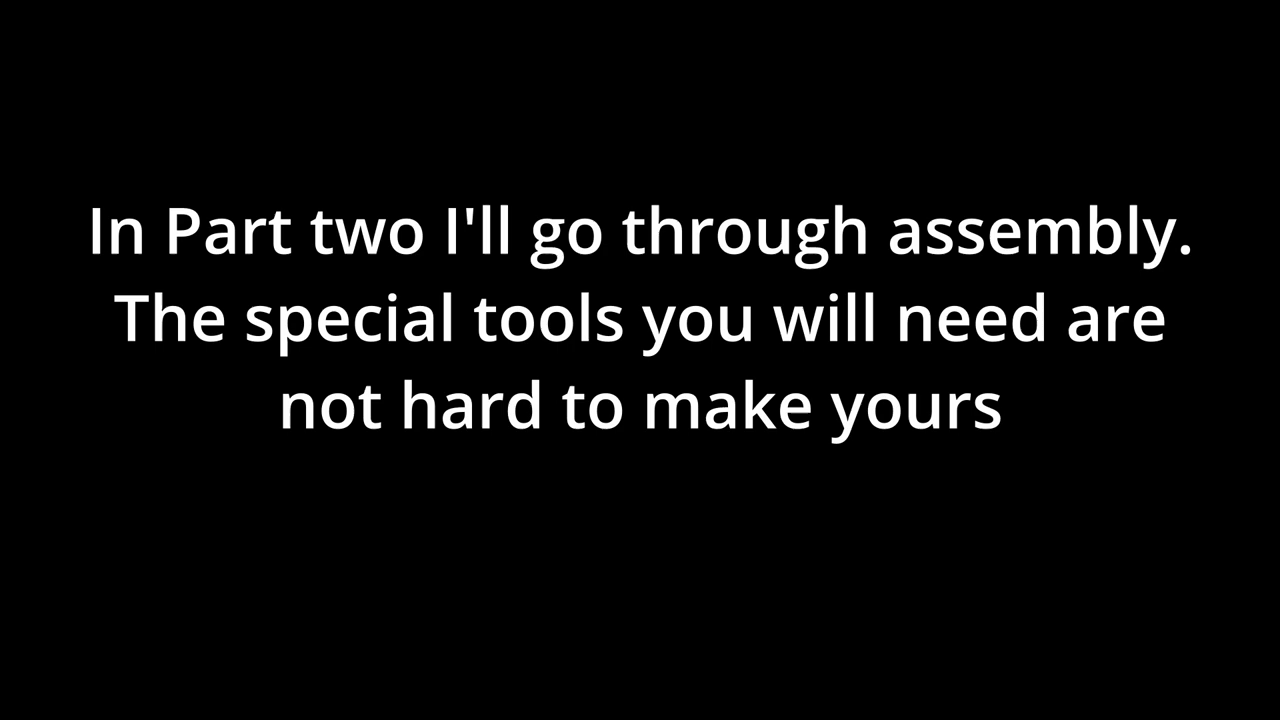 In Part two I'll go through assembly.
The special tools you will need are
not hard to make yours